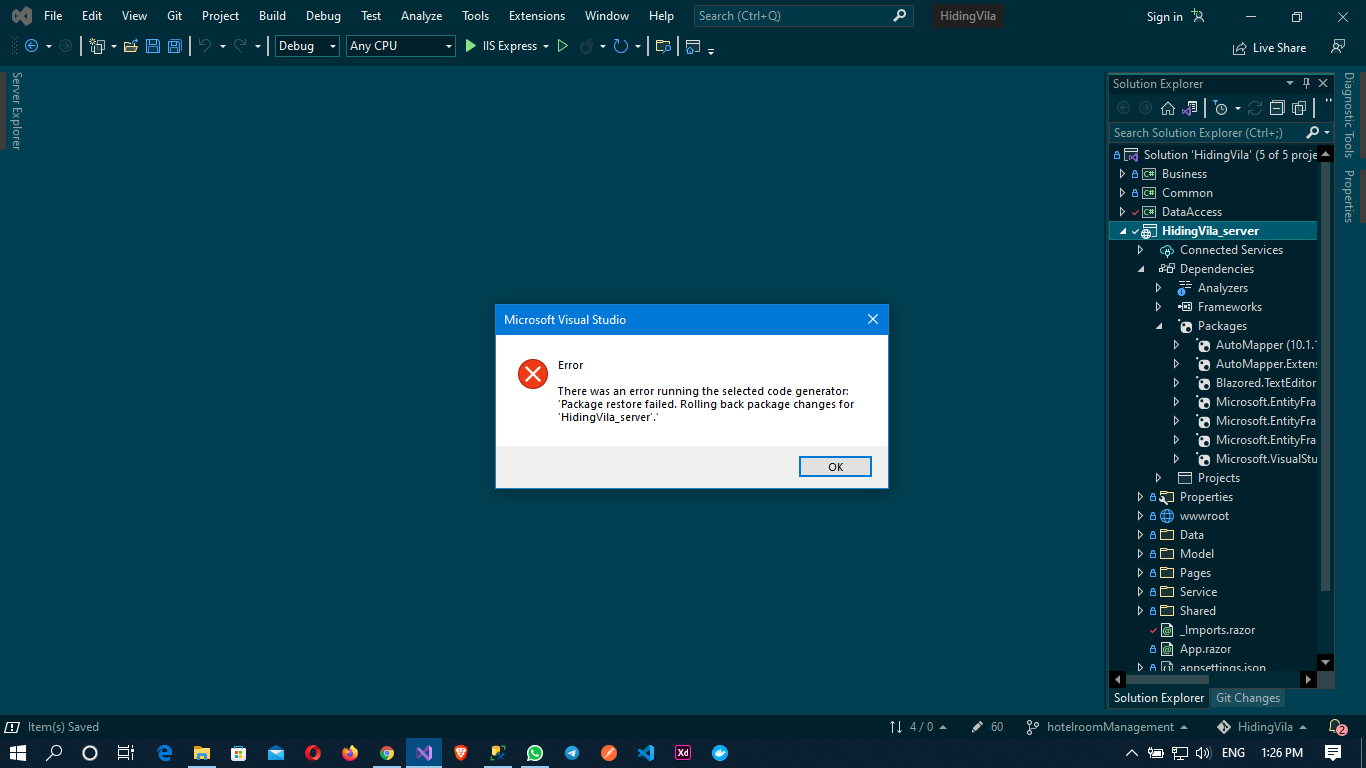 File Edit View Git Project Build Debug Test Analyze Tools Extensions Window Help Search (Ctrl+Q) HidingVila Sign in
Debug Any CPU IIS Express Live Share
Server Explorer
Solution Explorer
Search Solution Explorer (Ctrl+;)
Solution 'HidingVila' (5 of 5 proje
C# Business
C# Common
C# DataAccess
HidingVila_server
Connected Services
Dependencies
Analyzers
Frameworks
Packages
AutoMapper (10.1.1
AutoMapper.Extens
Blazored.TextEditor
Microsoft.EntityFra
Microsoft.EntityFra
Microsoft.EntityFra
Microsoft.VisualStu
Projects
Properties
wwwroot
Data
Model
Pages
Service
Shared
_Imports.razor
App.razor
appsettings.json
Solution Explorer Git Changes
Diagnostic Tools
Properties
Microsoft Visual Studio
Error
There was an error running the selected code generator:
'Package restore failed. Rolling back package changes for
'HidingVila_server'.'
OK
Item(s) Saved 4 / 0 60 hotelroomManagement HidingVila 2
Xd ENG 1:26 PM